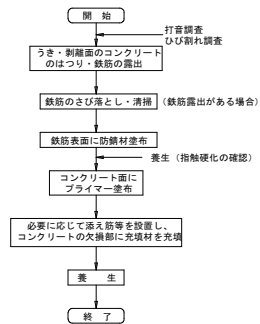 開　始
打音調査
ひび割れ調査
うき・剥離面のコンクリート
のはつり・鉄筋の露出
鉄筋のさび落とし・清掃 (鉄筋露出がある場合)
鉄筋表面に防錆材塗布
養生（指触硬化の確認）
コンクリート面に
プライマー塗布
必要に応じて添え筋等を設置し、
コンクリートの欠損部に充填材を充填
養　生
終　了